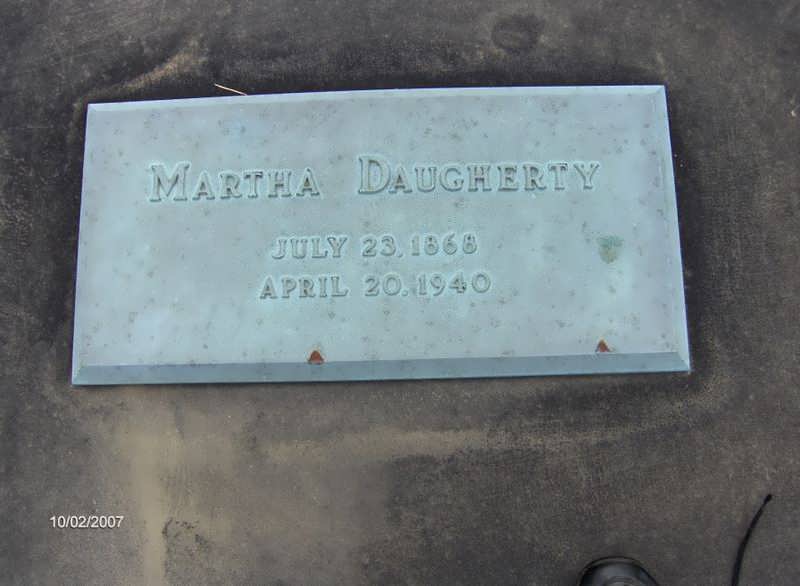 MARTHA DAUGHERTY
JULY 23, 1868
APRIL 20, 1940
10/02/2007